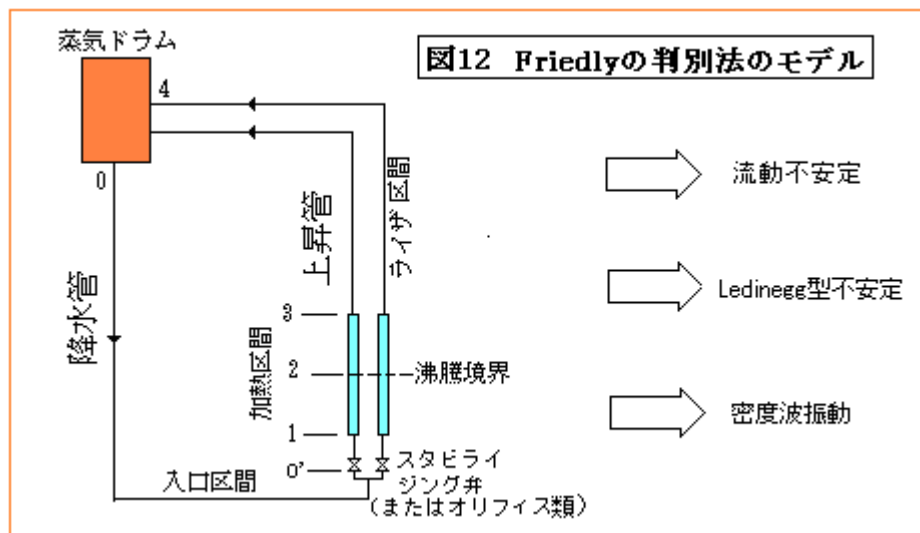 蒸気ドラム
図12 Friedlyの判別法のモデル
4
0
流動不安定
上昇管
ライザ区間
降水管
Ledinegg型不安定
3
加熱区間
2
沸騰境界
密度波振動
1
0'
スタビライ
ジング弁
(またはオリフィス類)
入口区間